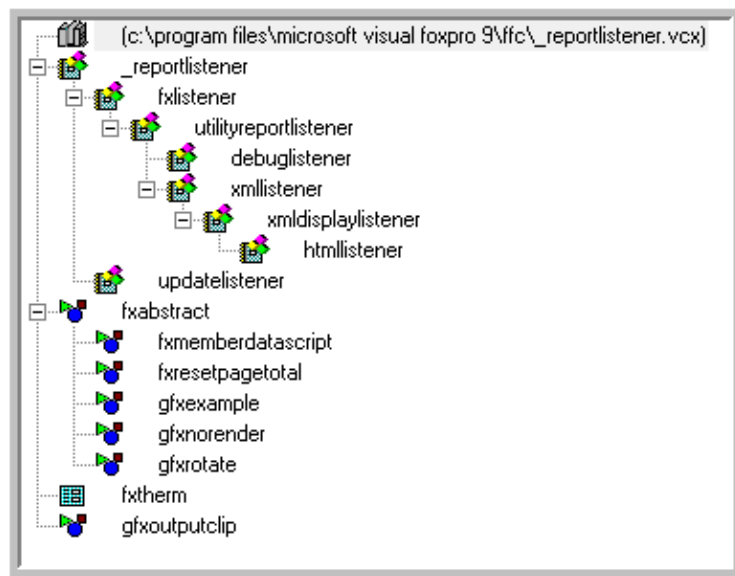 (c:\program files\microsoft visual foxpro 9\ffc\_reportlistener.vcx)
_reportlistener
fxlistener
utilityreportlistener
debuglistener
xmllistener
xmldisplaylistener
htmllistener
updatelistener
fxabstract
fxmemberdatascript
fxresetpagetotal
gfxexample
gfxnorender
gfxrotate
fxtherm
gfxoutputclip